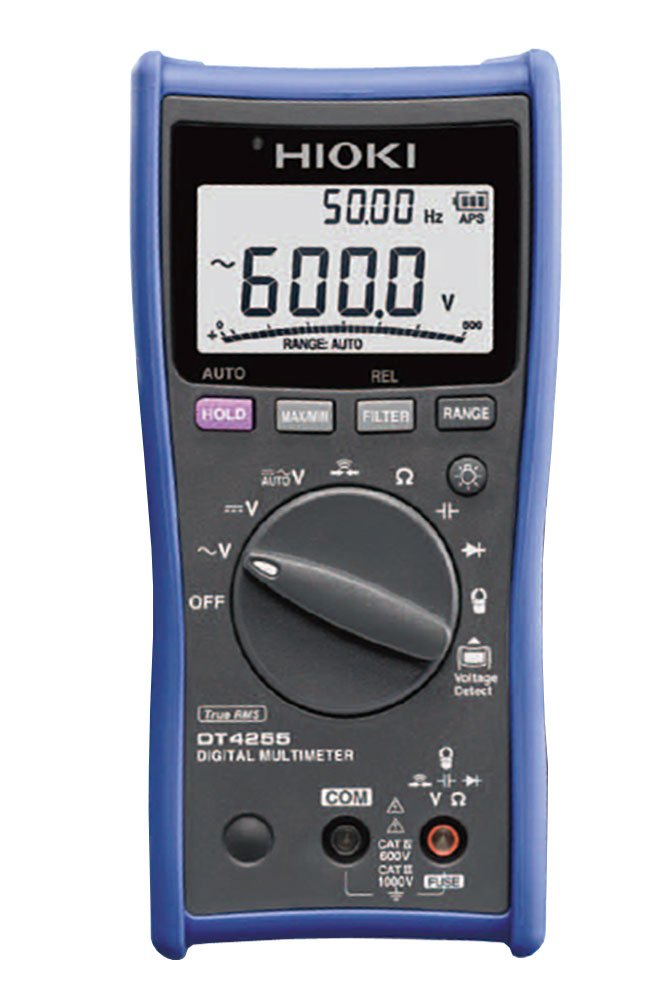 HIOKI
50.00 Hz
APS
~600.0 V
+0 600
RANGE: AUTO
AUTO REL
HOLD MAX/MIN FILTER RANGE
AUTO V Ω
V
~V
OFF
Voltage
Detect
True RMS
DT4255
DIGITAL MULTIMETER
COM V Ω
CAT IV
600V
CAT III
1000V FUSE